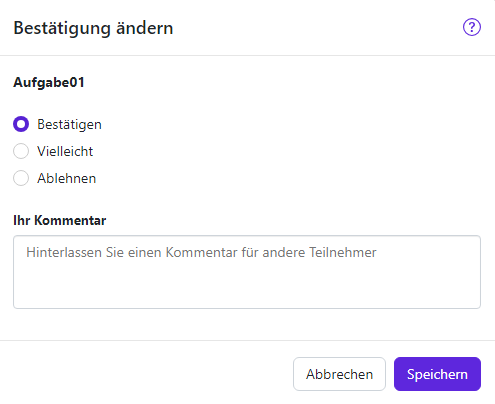 Bestätigung ändern
?
Aufgabe01
Bestätigen
Vielleicht
Ablehnen
Ihr Kommentar
Hinterlassen Sie einen Kommentar für andere Teilnehmer
Abbrechen Speichern